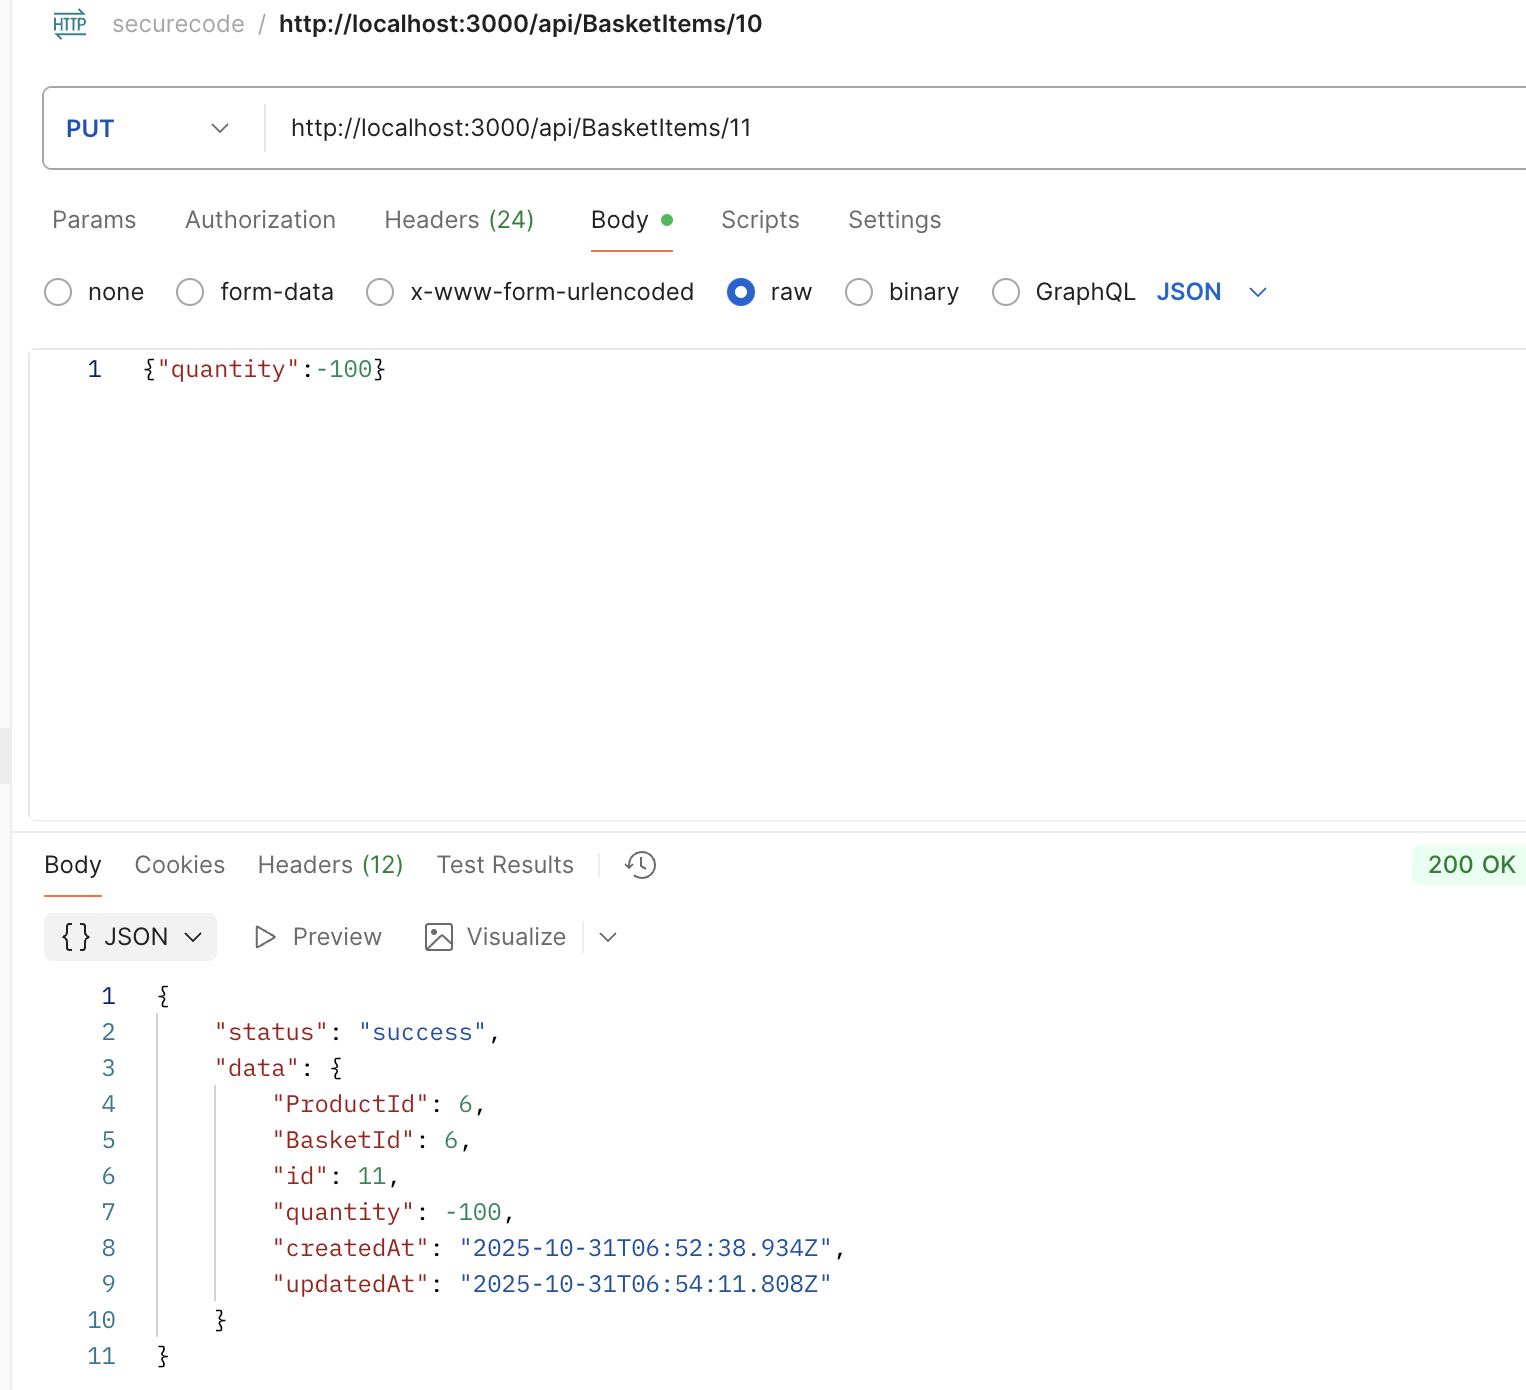 HTTP securecode / http://localhost:3000/api/BasketItems/10
PUT http://localhost:3000/api/BasketItems/11
Params Authorization Headers (24) Body Scripts Settings
none form-data x-www-form-urlencoded raw binary GraphQL JSON
1 {"quantity":-100}
Body Cookies Headers (12) Test Results 200 OK
{} JSON Preview Visualize
1 {
2 "status": "success",
3 "data": {
4 "ProductId": 6,
5 "BasketId": 6,
6 "id": 11,
7 "quantity": -100,
8 "createdAt": "2025-10-31T06:52:38.934Z",
9 "updatedAt": "2025-10-31T06:54:11.808Z"
10 }
11 }